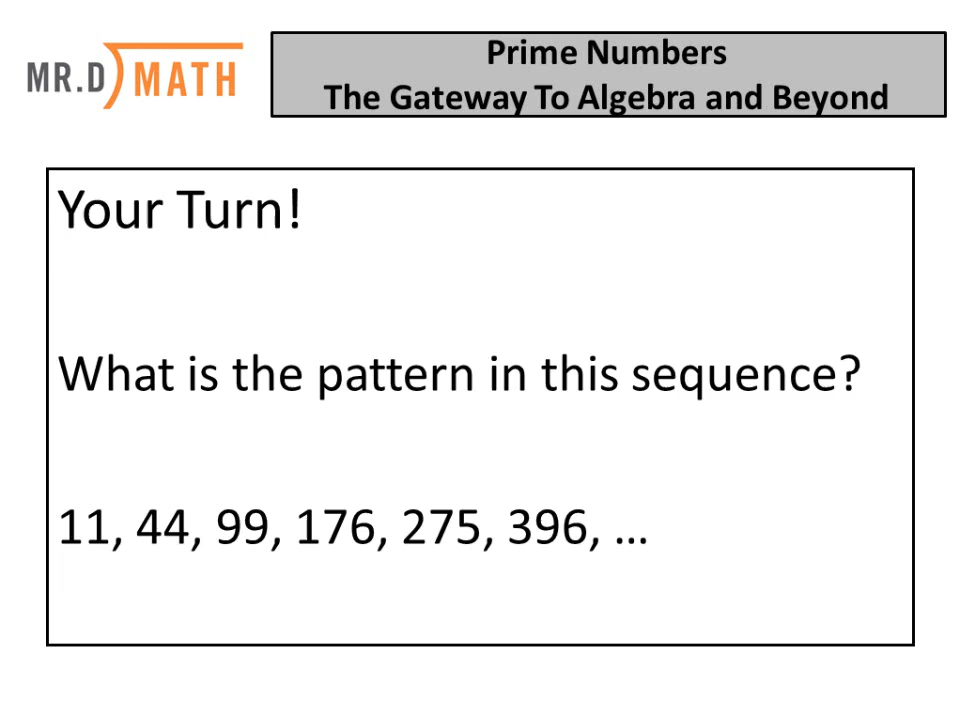 MR.D MATH
Prime Numbers
The Gateway To Algebra and Beyond
Your Turn!
What is the pattern in this sequence?
11, 44, 99, 176, 275, 396, …